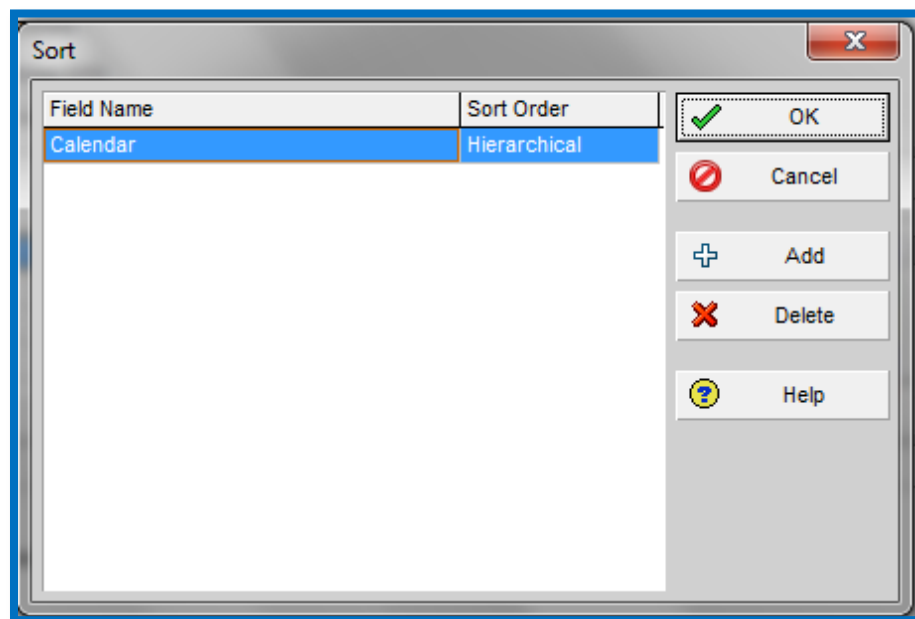 Sort
Field Name Sort Order
Calendar Hierarchical
OK
Cancel
Add
Delete
Help